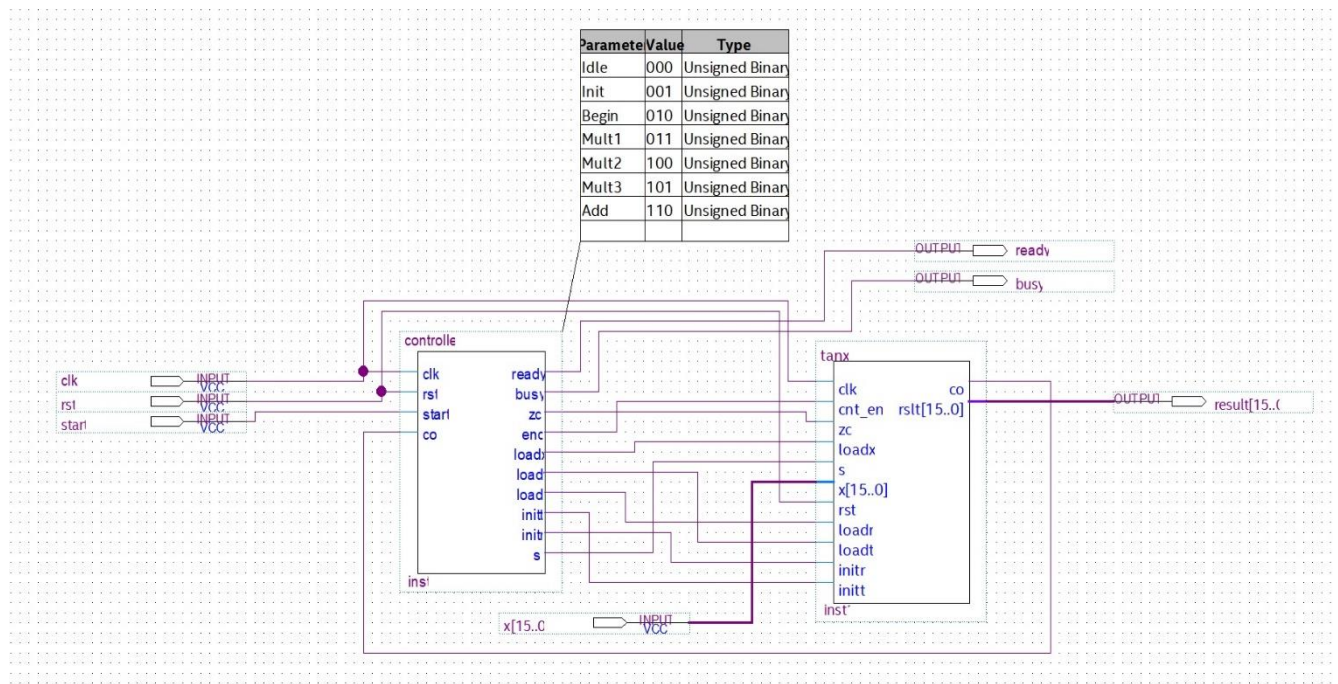 Paramete Value Type
Idle 000 Unsigned Binary
Init 001 Unsigned Binary
Begin 010 Unsigned Binary
Mult1 011 Unsigned Binary
Mult2 100 Unsigned Binary
Mult3 101 Unsigned Binary
Add 110 Unsigned Binary
OUTPUT ready
OUTPUT busy
clk INPUT VCC
rst INPUT VCC
start INPUT VCC
controlle
clk ready
rst busy
start zc
co enc
loadx
load
load
init
init
s
inst
tanx
clk co
cnt_en rslt[15..0]
zc
loadx
s
x[15..0]
rst
loadr
loadt
initr
initt
inst
OUTPUT result[15..(
x[15..0 INPUT VCC